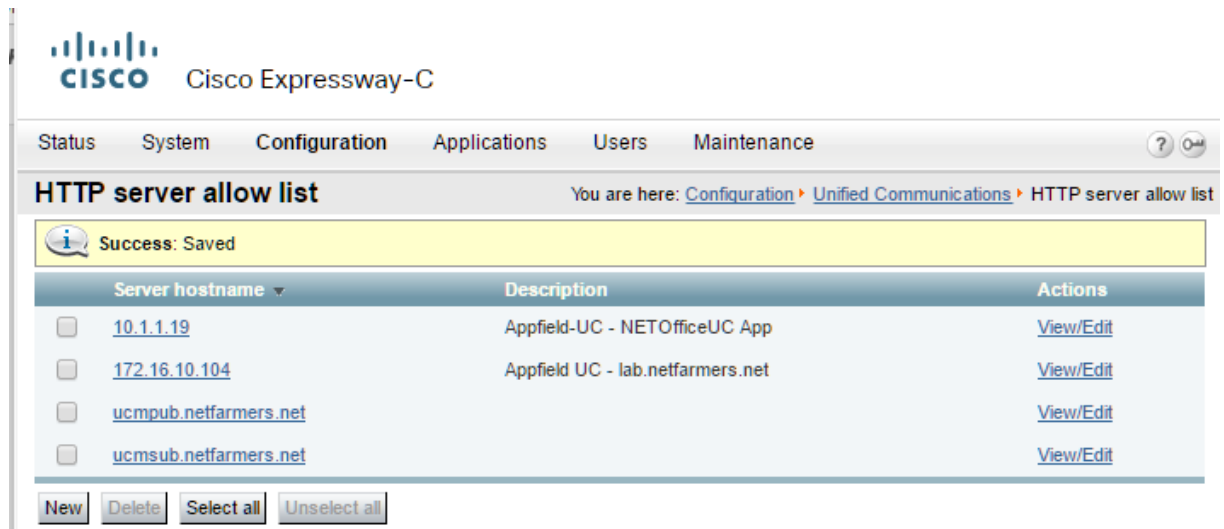 CISCO Cisco Expressway-C
Status System Configuration Applications Users Maintenance ?
HTTP server allow list You are here: Configuration Unified Communications HTTP server allow list
i Success: Saved
Server hostname Description Actions
10.1.1.19 Appfield-UC - NETOfficeUC App View/Edit
172.16.10.104 Appfield UC - lab.netfarmers.net View/Edit
ucmpub.netfarmers.net View/Edit
ucmsub.netfarmers.net View/Edit
New Delete Select all Unselect all